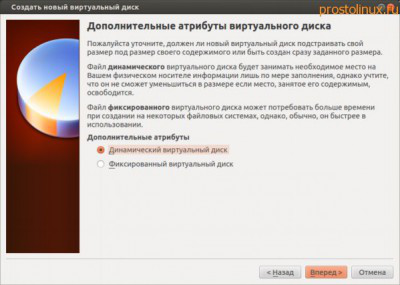 Создать новый виртуальный диск
prostolinux.ru
Дополнительные атрибуты виртуального диска
Пожалуйста уточните, должен ли новый виртуальный диск подстраивать свой
размер под размер своего содержимого или быть создан сразу заданного размера.
Файл динамического виртуального диска будет занимать необходимое место на
Вашем физическом носителе информации лишь по мере заполнения, однако учтите,
что он не сможет уменьшиться в размере если место, занятое его содержимым,
освободится.
Файл фиксированного виртуального диска может потребовать больше времени
при создании на некоторых файловых системах, однако, обычно, он быстрее в
использовании.
Дополнительные атрибуты
Динамический виртуальный диск
Фиксированный виртуальный диск
< Назад
Вперед >
Отмена